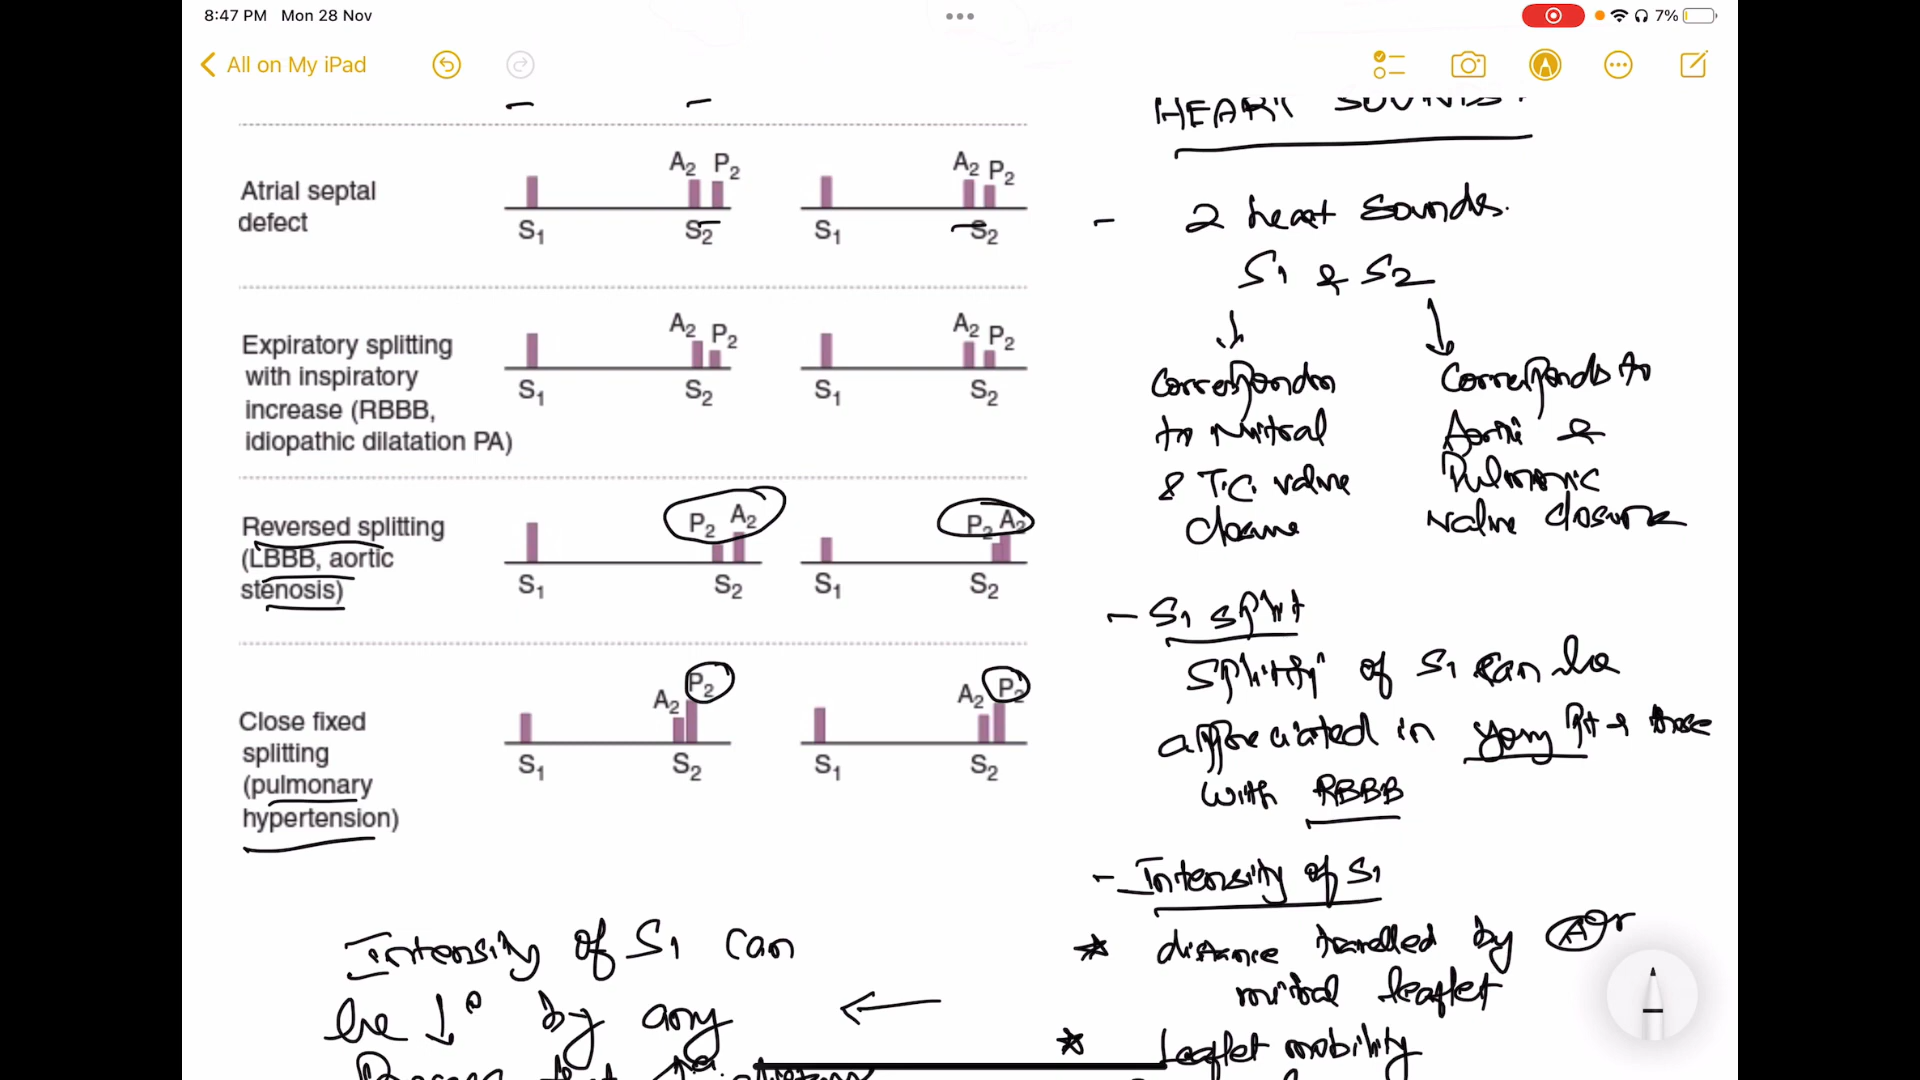 8:47 PM Mon 28 Nov
7%
All on My iPad
HEART SOUNDS
Atrial septal
defect
A2 P2
S1 S2
A2 P2
S1 S2
Expiratory splitting
with inspiratory
increase (RBBB,
idiopathic dilatation PA)
A2 P2
S1 S2
A2 P2
S1 S2
Reversed splitting
(LBBB, aortic
stenosis)
P2 A2
S1 S2
P2 A2
S1 S2
Close fixed
splitting
(pulmonary
hypertension)
A2 P2
S1 S2
A2 P2
S1 S2
Intensity of S1 can
be ↓ by any
- 2 heart sounds.
S1 & S2
to Mitral
& T.C. valve
closure
Corresponds to
Aortic &
Pulmonic
valve closure
- S1 split
of S1 can be
appreciated in young Pt & those
with RBBB
- Intensity of S1
* distance travelled by Aor
mitral leaflet
* Leaflet mobility